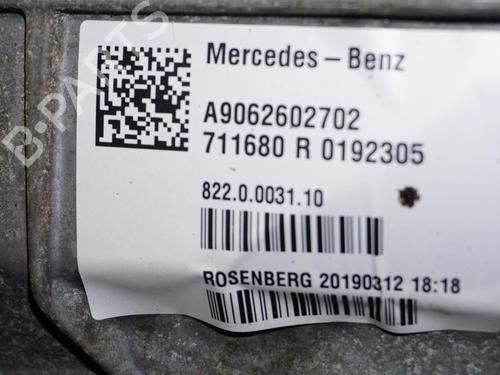 Mercedes-Benz
A9062602702
711680 R 0192305
822.0.0031.10
ROSENBERG 20190312 18:18
B-Parts